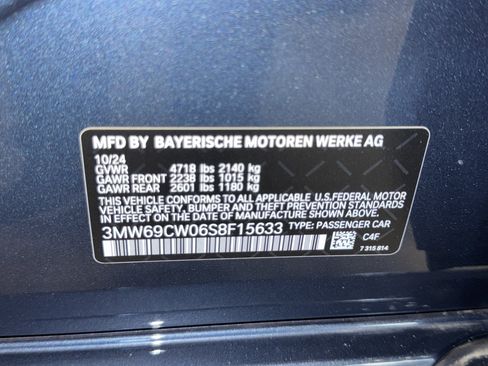 MFD BY BAYERISCHE MOTOREN WERKE AG
10/24
GVWR 4718 lbs 2140 kg
GAWR FRONT 2238 lbs 1015 kg
GAWR REAR 2601 lbs 1180 kg
THIS VEHICLE CONFORMS TO ALL APPLICABLE U.S. FEDERAL MOTOR
VEHICLE SAFETY, BUMPER, AND THEFT PREVENTION STANDARDS IN
EFFECT ON THE DATE OF MANUFACTURE SHOWN ABOVE.
3MW69CW06S8F15633 TYPE: PASSENGER CAR
C4F
7 315 814